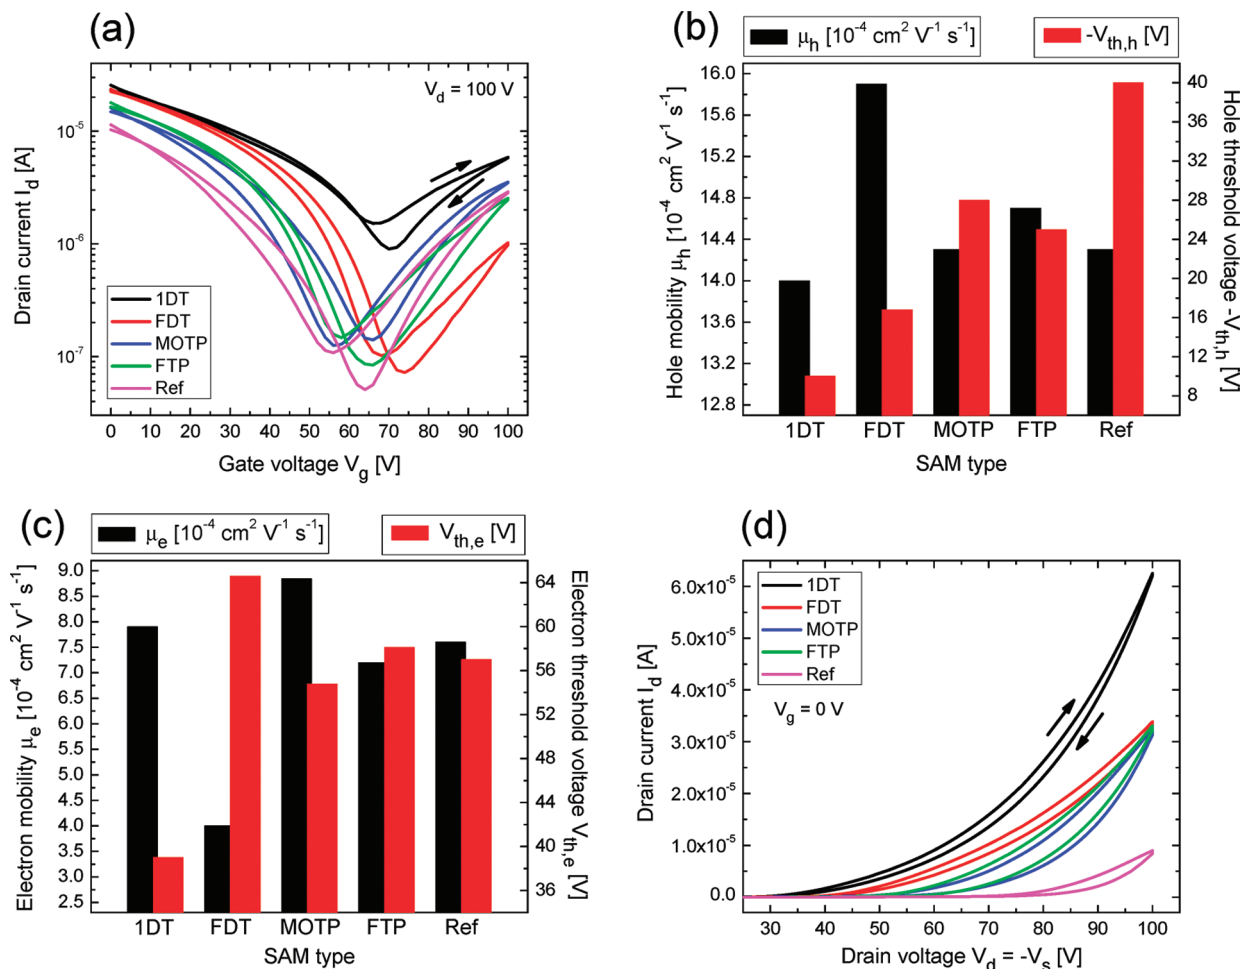 (a)
V_d = 100 V
10^-5
10^-6
10^-7
Drain current I_d [A]
1DT
FDT
MOTP
FTP
Ref
0 10 20 30 40 50 60 70 80 90 100
Gate voltage V_g [V]
(b)
μ_h [10^-4 cm^2 V^-1 s^-1]
-V_th,h [V]
16.0
15.6
15.2
14.8
14.4
14.0
13.6
13.2
12.8
Hole mobility μ_h [10^-4 cm^2 V^-1 s^-1]
40
36
32
28
24
20
16
12
8
Hole threshold voltage -V_th,h [V]
1DT FDT MOTP FTP Ref
SAM type
(c)
μ_e [10^-4 cm^2 V^-1 s^-1]
V_th,e [V]
9.0
8.5
8.0
7.5
7.0
6.5
6.0
5.5
5.0
4.5
4.0
3.5
3.0
2.5
Electron mobility μ_e [10^-4 cm^2 V^-1 s^-1]
64
60
56
52
48
44
40
36
Electron threshold voltage V_th,e [V]
1DT FDT MOTP FTP Ref
SAM type
(d)
6.0x10^-5
5.0x10^-5
4.0x10^-5
3.0x10^-5
2.0x10^-5
1.0x10^-5
0.0
Drain current I_d [A]
1DT
FDT
MOTP
FTP
Ref
V_g = 0 V
30 40 50 60 70 80 90 100
Drain voltage V_d = -V_s [V]